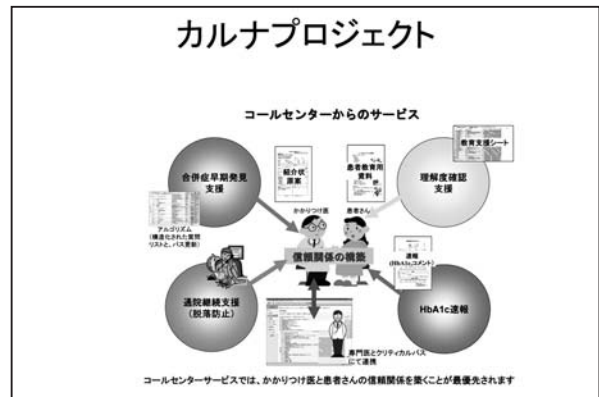 カルナプロジェクト
コールセンターからのサービス
合併症早期発見
支援
紹介状
原案
患者教育用
資料
教育支援シート
理解度確認
支援
アルゴリズム
(構造化された質問
リストと、パス更新)
かかりつけ医
患者さん
信頼関係の構築
速報
(HbA1c,コメント)
通院継続支援
(脱落防止)
HbA1c速報
専門医とクリティカルパス
にて連携
コールセンターサービスでは、かかりつけ医と患者さんの信頼関係を築くことが最優先されます